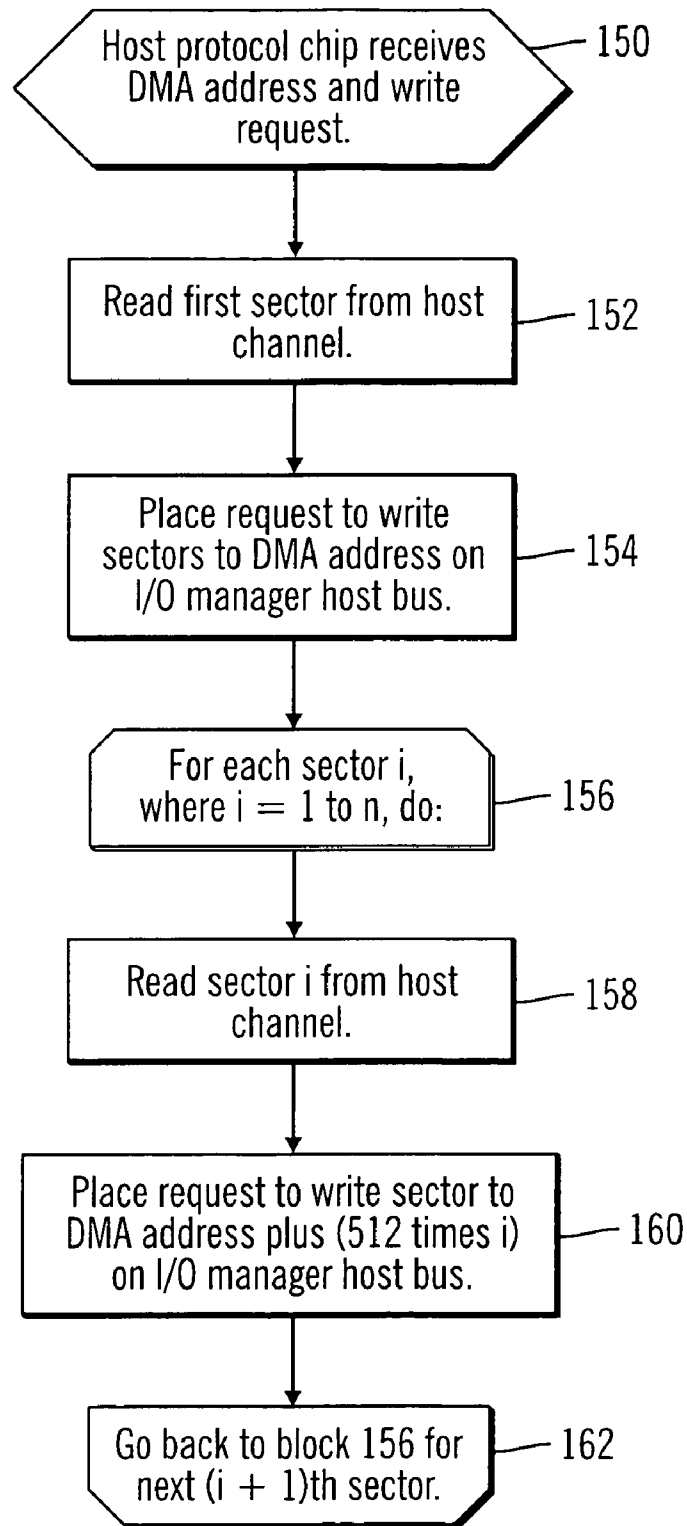 Host protocol chip receives
DMA address and write
request.
150
Read first sector from host
channel.
152
Place request to write
sectors to DMA address on
I/O manager host bus.
154
For each sector i,
where i = 1 to n, do:
156
Read sector i from host
channel.
158
Place request to write sector to
DMA address plus (512 times i)
on I/O manager host bus.
160
Go back to block 156 for
next (i + 1)th sector.
162